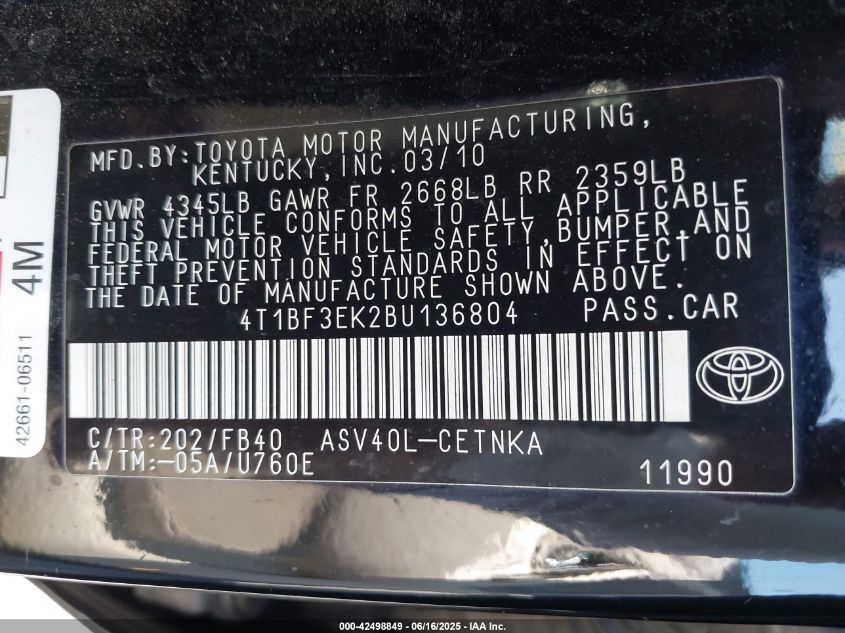 MFD.BY:TOYOTA MOTOR MANUFACTURING,
KENTUCKY,INC.03/10
GVWR 4345LB GAWR FR 2668LB RR 2359LB
THIS VEHICLE CONFORMS TO ALL APPLICABLE
FEDERAL MOTOR VEHICLE SAFETY,BUMPER,AND
THEFT PREVENTION STANDARDS IN EFFECT ON
THE DATE OF MANUFACTURE SHOWN ABOVE.
4T1BF3EK2BU136804 PASS.CAR
C/TR:202/FB40 ASV40L-CETNKA
A/TM:-05A/U760E 11990
4M
42661-06511
000-42498849 - 06/16/2025 - IAA Inc.